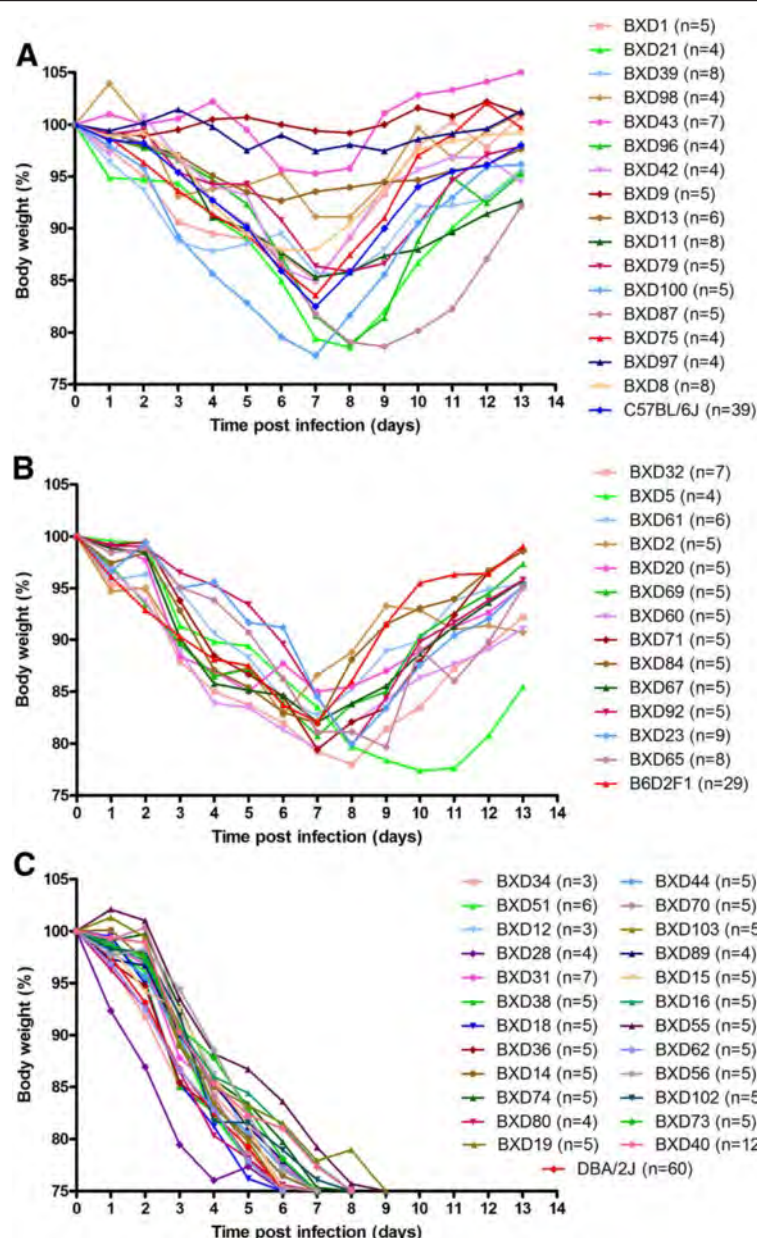 A
Body weight (%)
105
100
95
90
85
80
75
0 1 2 3 4 5 6 7 8 9 10 11 12 13 14
Time post infection (days)
BXD1 (n=5)
BXD21 (n=4)
BXD39 (n=8)
BXD98 (n=4)
BXD43 (n=7)
BXD96 (n=4)
BXD42 (n=4)
BXD9 (n=5)
BXD13 (n=6)
BXD11 (n=8)
BXD79 (n=5)
BXD100 (n=5)
BXD87 (n=5)
BXD75 (n=4)
BXD97 (n=4)
BXD8 (n=8)
C57BL/6J (n=39)
B
Body weight (%)
105
100
95
90
85
80
75
0 1 2 3 4 5 6 7 8 9 10 11 12 13 14
Time post infection (days)
BXD32 (n=7)
BXD5 (n=4)
BXD61 (n=6)
BXD2 (n=5)
BXD20 (n=5)
BXD69 (n=5)
BXD60 (n=5)
BXD71 (n=5)
BXD84 (n=5)
BXD67 (n=5)
BXD92 (n=5)
BXD23 (n=9)
BXD65 (n=8)
B6D2F1 (n=29)
C
Body weight (%)
105
100
95
90
85
80
75
0 1 2 3 4 5 6 7 8 9 10 11 12 13 14
Time post infection (days)
BXD34 (n=3)
BXD51 (n=6)
BXD12 (n=3)
BXD28 (n=4)
BXD31 (n=7)
BXD38 (n=5)
BXD18 (n=5)
BXD36 (n=5)
BXD14 (n=5)
BXD74 (n=5)
BXD80 (n=4)
BXD19 (n=5)
BXD44 (n=5)
BXD70 (n=5)
BXD103 (n=5
BXD89 (n=4)
BXD15 (n=5)
BXD16 (n=5)
BXD55 (n=5)
BXD62 (n=5)
BXD56 (n=5)
BXD102 (n=5
BXD73 (n=5)
BXD40 (n=12
DBA/2J (n=60)